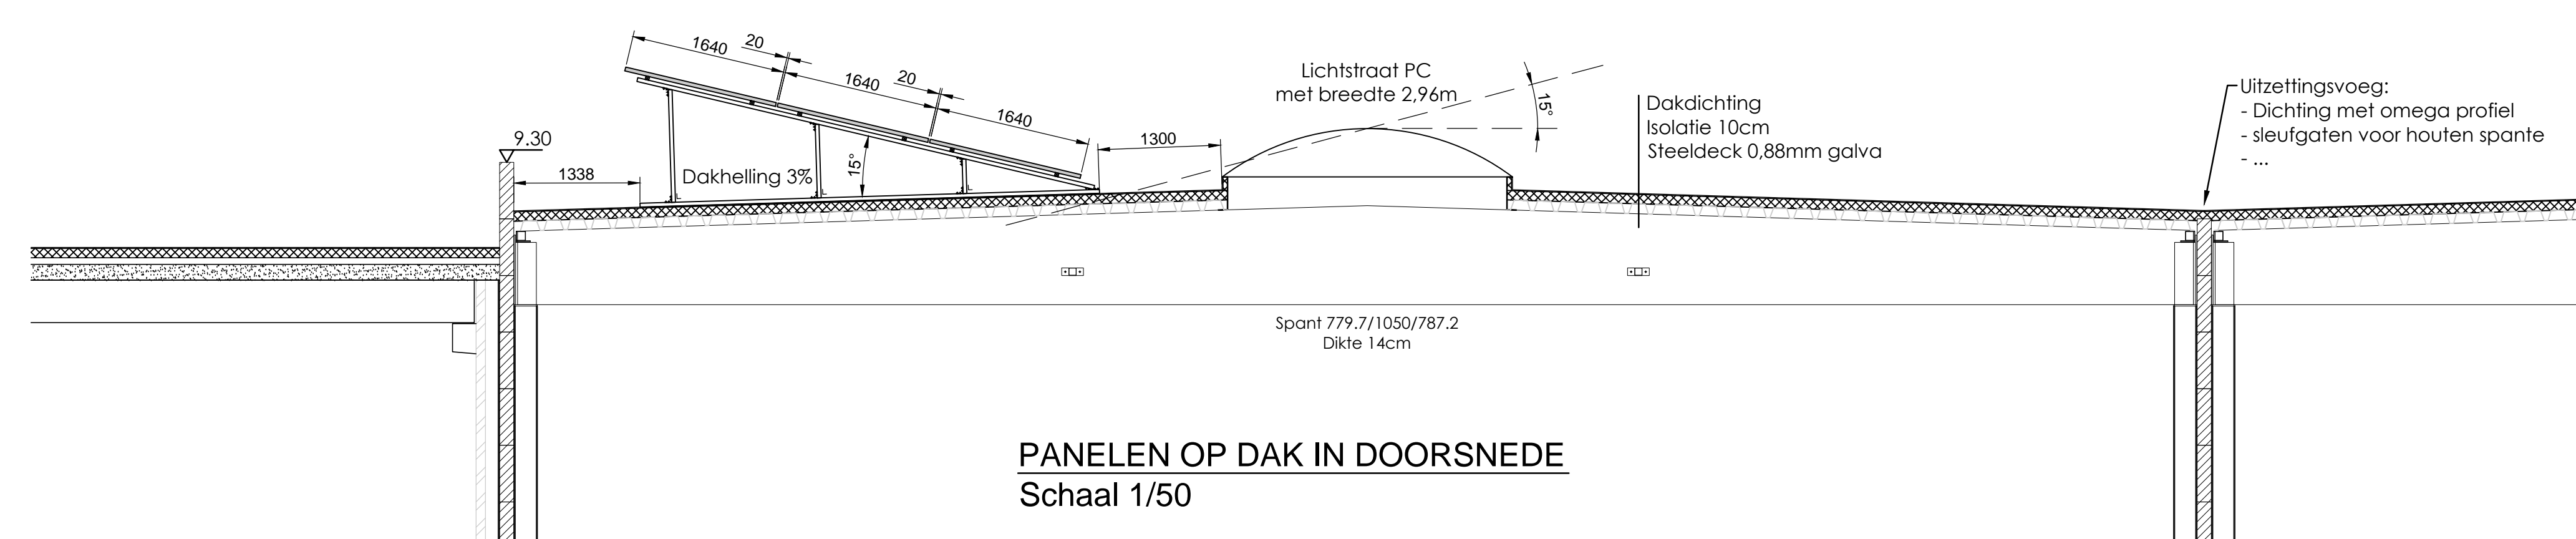 1640
20
1640
20
1640
Lichtstraat PC
met breedte 2,96m
15°
Dakdichting
Isolatie 10cm
Steeldeck 0,88mm galva
Uitzettingsvoeg:
- Dichting met omega profiel
- sleufgaten voor houten spante
- ...
9.30
1338
Dakhelling 3%
15°
1300
Spant 779.7/1050/787.2
Dikte 14cm
PANELEN OP DAK IN DOORSNEDE
Schaal 1/50